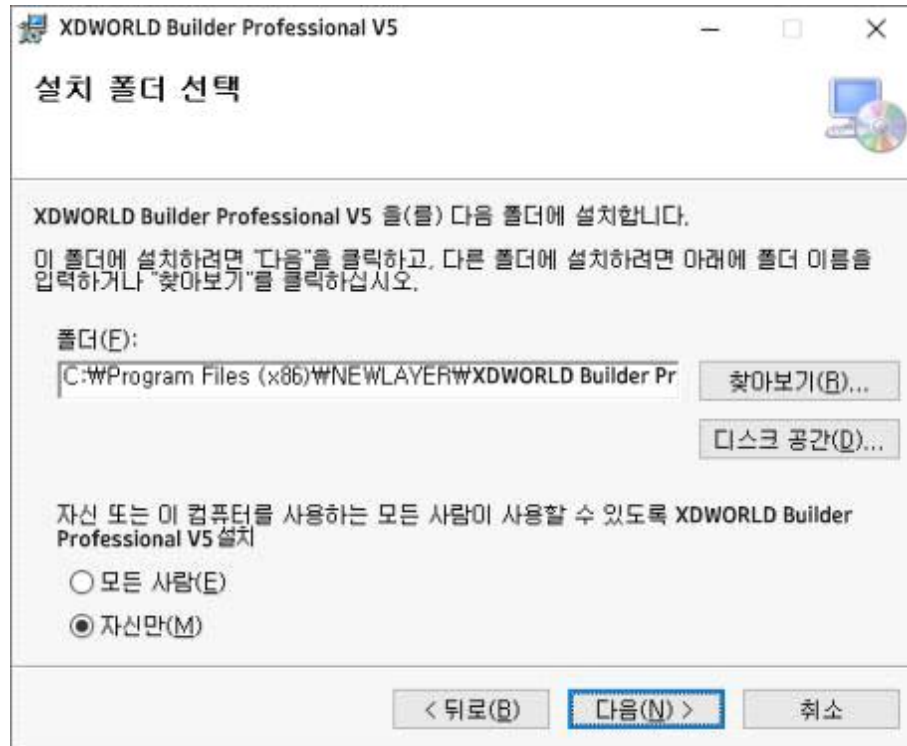 XDWORLD Builder Professional V5
설치 폴더 선택
XDWORLD Builder Professional V5 을(를) 다음 폴더에 설치합니다.
이 폴더에 설치하려면 "다음"을 클릭하고, 다른 폴더에 설치하려면 아래에 폴더 이름을
입력하거나 "찾아보기"를 클릭하십시오.
폴더(F):
C:₩Program Files (x86)₩NEWLAYER₩XDWORLD Builder Pr
찾아보기(R)...
디스크 공간(D)...
자신 또는 이 컴퓨터를 사용하는 모든 사람이 사용할 수 있도록 XDWORLD Builder
Professional V5설치
모든 사람(E)
자신만(M)
< 뒤로(B)
다음(N) >
취소